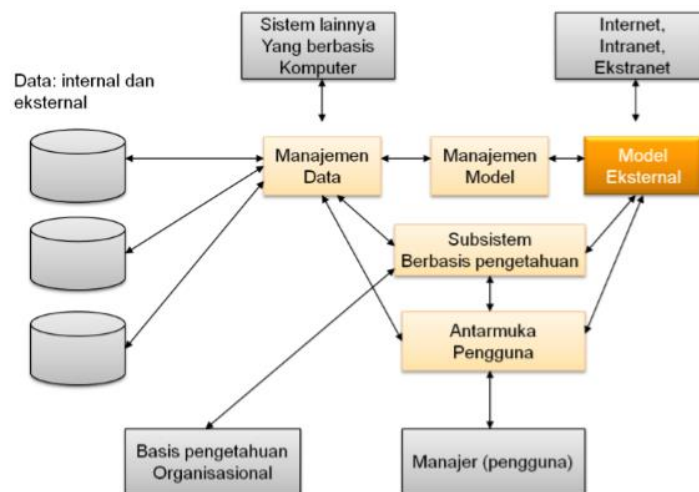 Sistem lainnya
Yang berbasis
Komputer
Internet,
Intranet,
Ekstranet
Data: internal dan
eksternal
Manajemen
Data
Manajemen
Model
Model
Eksternal
Subsistem
Berbasis pengetahuan
Antarmuka
Pengguna
Basis pengetahuan
Organisasional
Manajer (pengguna)